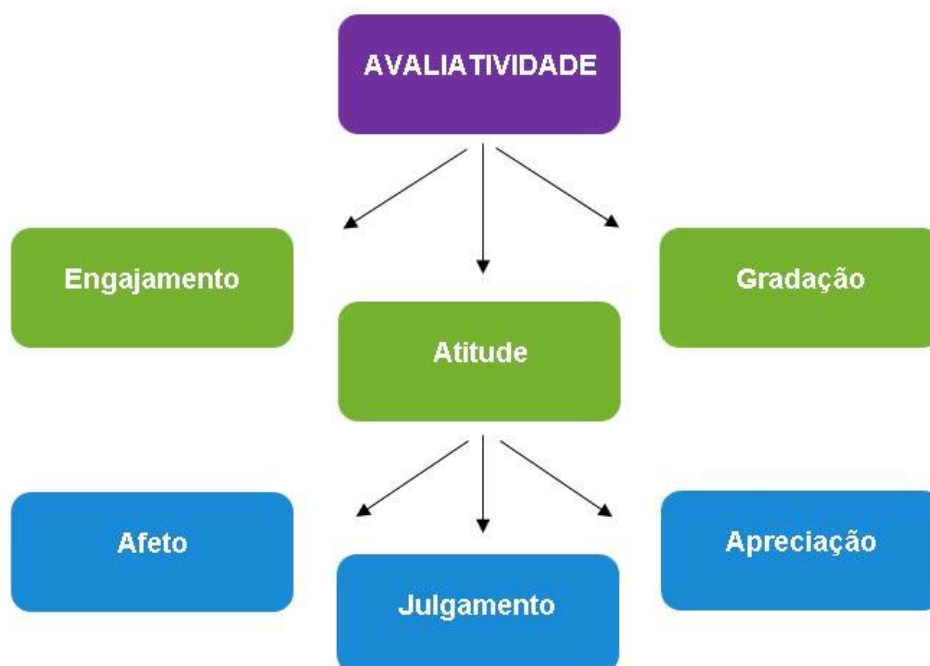 AVALIATIVIDADE
Engajamento
Atitude
Gradação
Afeto
Julgamento
Apreciação